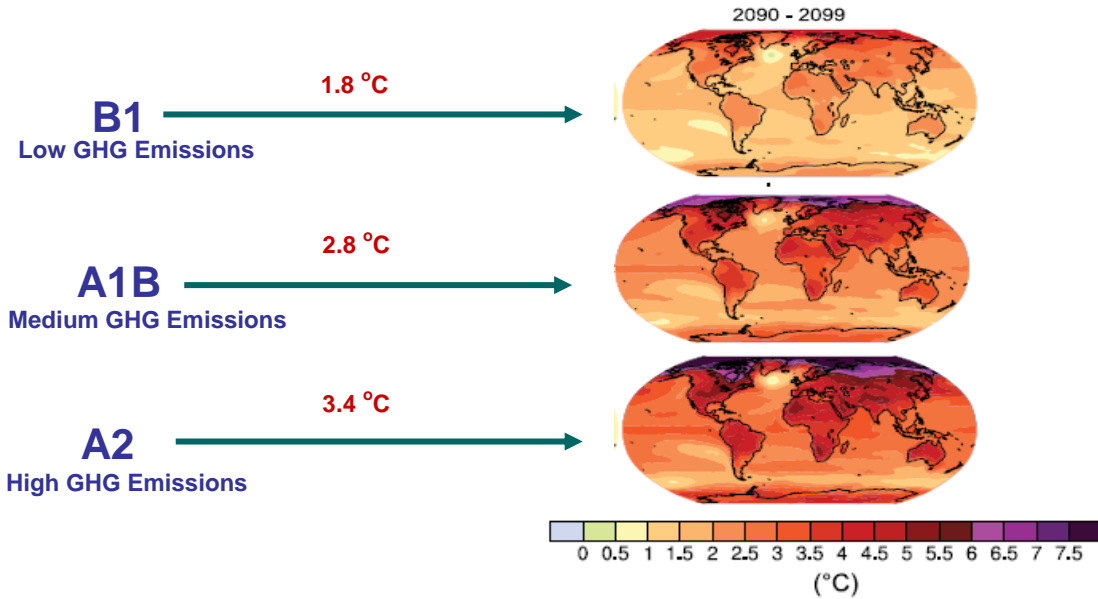 2090 - 2099
1.8 °C
B1
Low GHG Emissions
2.8 °C
A1B
Medium GHG Emissions
3.4 °C
A2
High GHG Emissions
0 0.5 1 1.5 2 2.5 3 3.5 4 4.5 5 5.5 6 6.5 7 7.5
(°C)